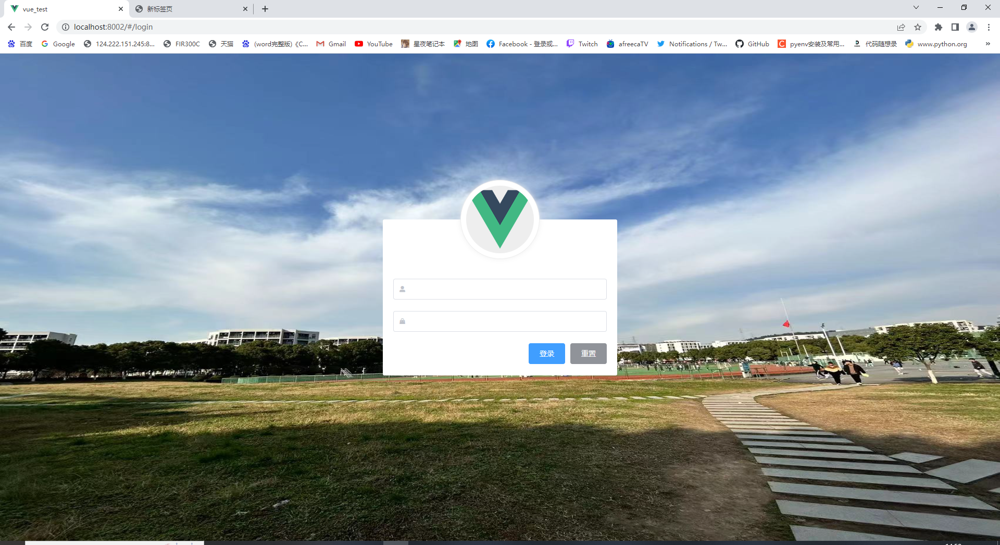 vue_test
新标签页
localhost:8002/#/login
百度 Google 124.222.151.245:8... FIR300C 天猫 (word完整版)《C... Gmail YouTube 星夜笔记本 地图 Facebook - 登录或... Twitch afreecaTV Notifications / Tw... GitHub pyenv安装及常用... 代码随想录 www.python.org »
登录 重置